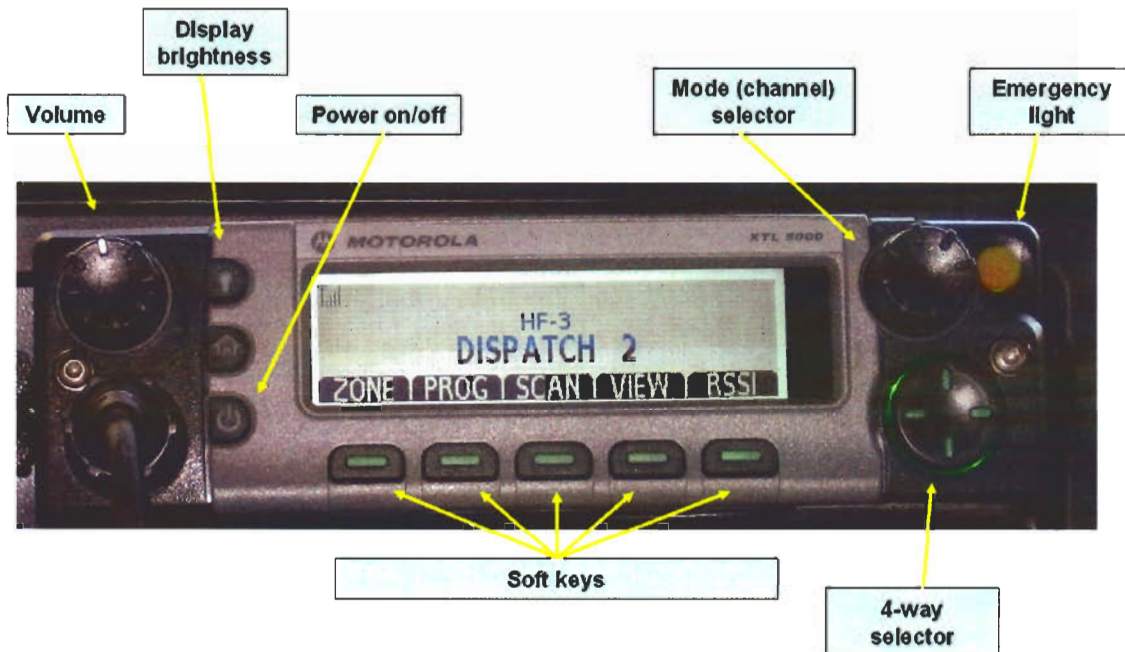 Display
brightness
Volume
Power on/off
Mode (channel)
selector
Emergency
light
MOTOROLA
XTL 5000
HF-3
DISPATCH 2
ZONE PROG SCAN VIEW RSSI
Soft keys
4-way
selector